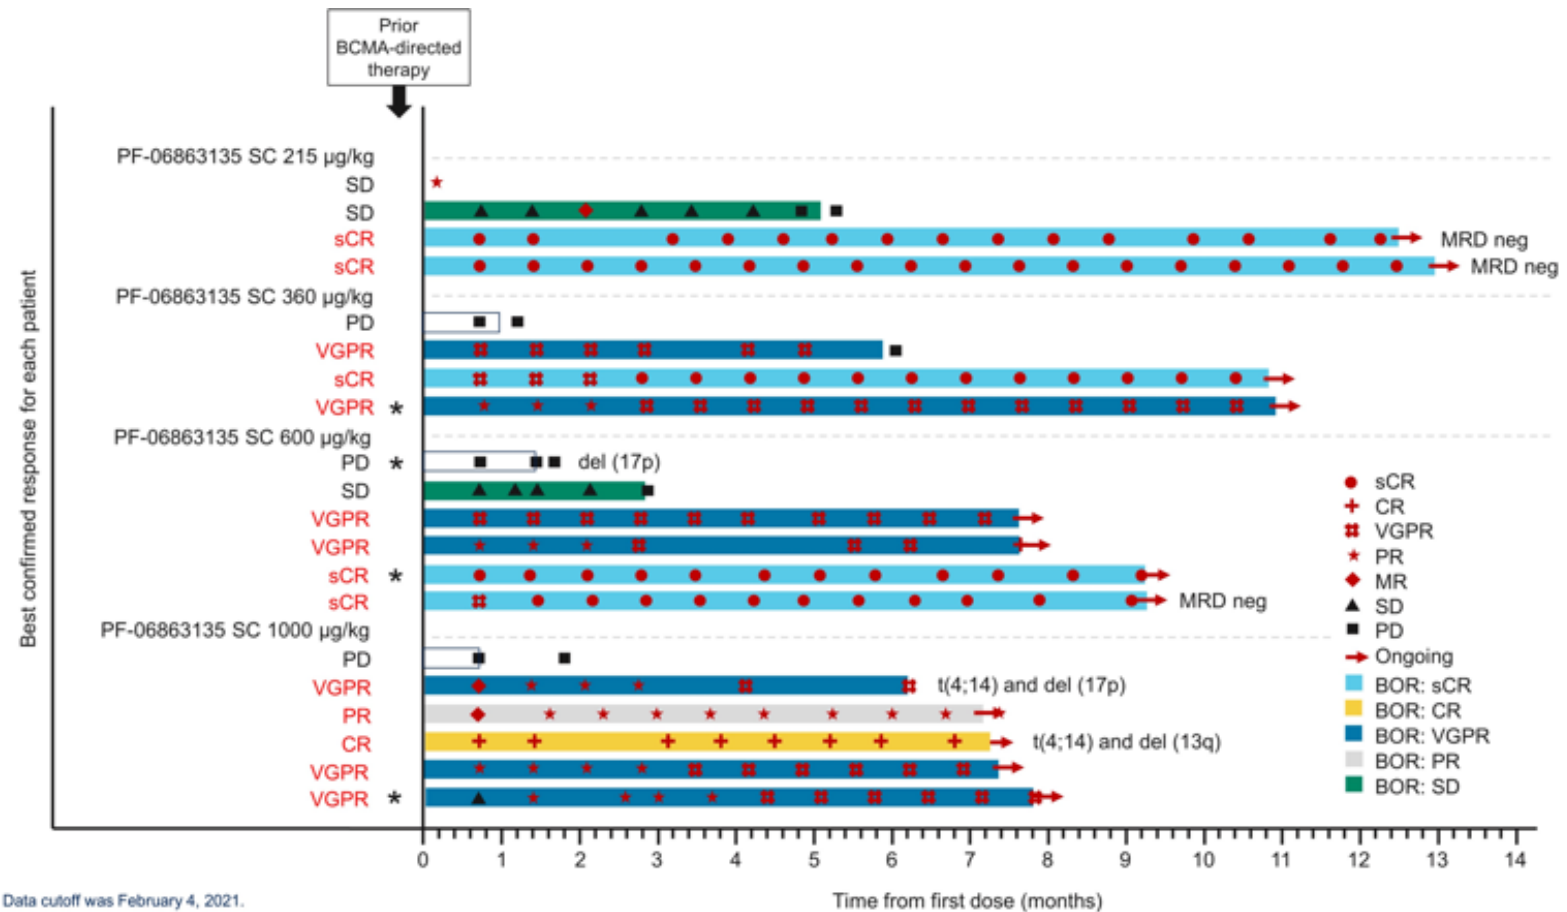 Prior
BCMA-directed
therapy
PF-06863135 SC 215 µg/kg
SD
SD
sCR MRD neg
sCR MRD neg
PF-06863135 SC 360 µg/kg
PD
VGPR
sCR
VGPR *
PF-06863135 SC 600 µg/kg
PD * del (17p)
SD
VGPR
VGPR
sCR *
sCR MRD neg
PF-06863135 SC 1000 µg/kg
PD
VGPR t(4;14) and del (17p)
PR
CR t(4;14) and del (13q)
VGPR
VGPR *
Best confirmed response for each patient
sCR
CR
VGPR
PR
MR
SD
PD
Ongoing
BOR: sCR
BOR: CR
BOR: VGPR
BOR: PR
BOR: SD
0 1 2 3 4 5 6 7 8 9 10 11 12 13 14
Time from first dose (months)
Data cutoff was February 4, 2021.